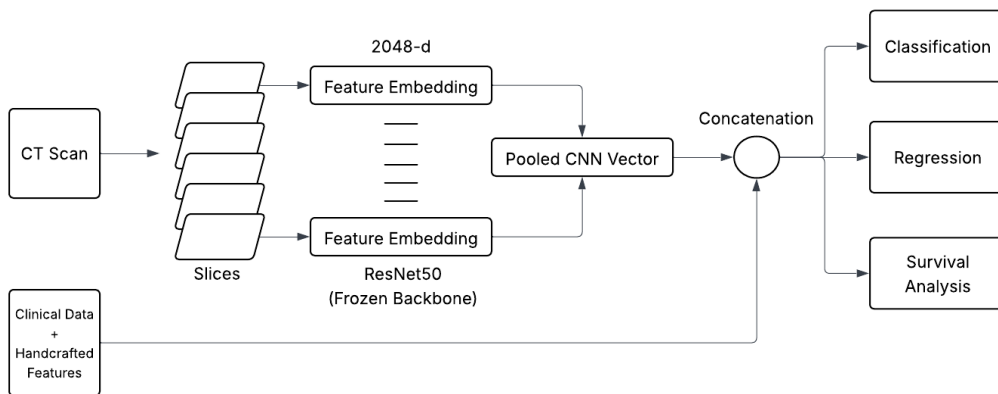 2048-d
Feature Embedding
CT Scan
Slices
Feature Embedding
ResNet50
(Frozen Backbone)
Pooled CNN Vector
Concatenation
Classification
Regression
Survival
Analysis
Clinical Data
+
Handcrafted
Features